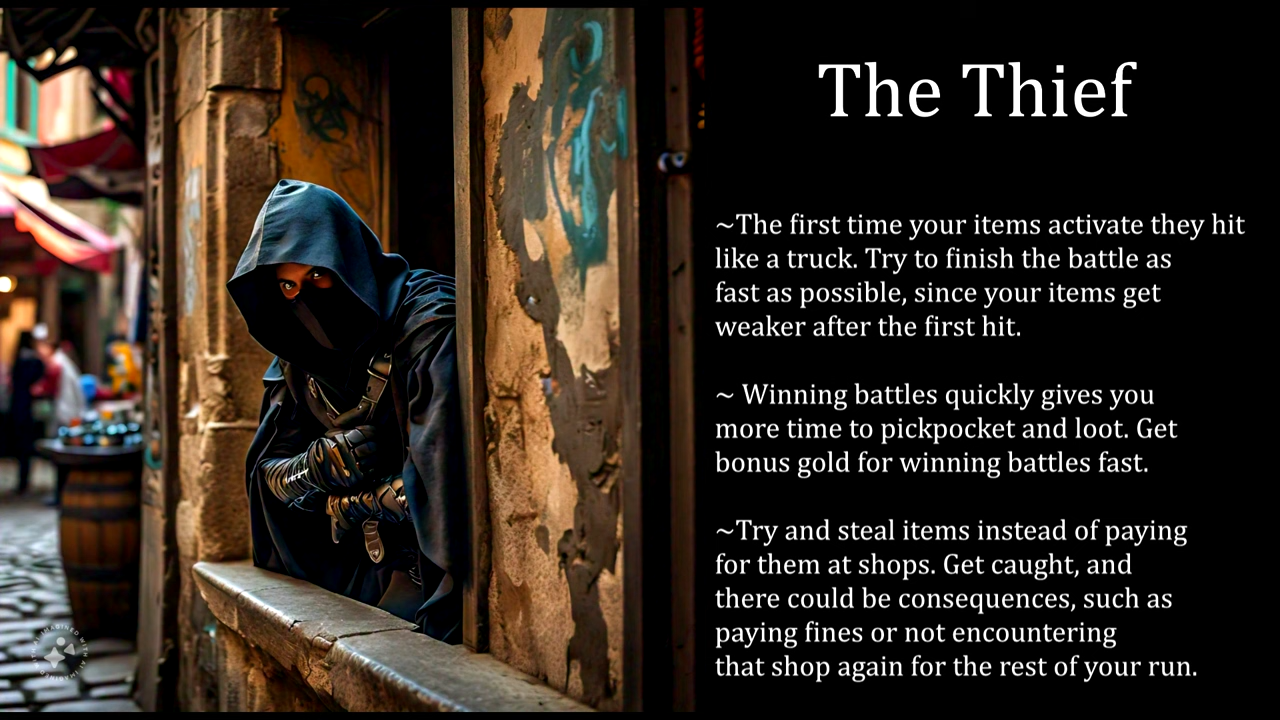 The Thief
~The first time your items activate they hit
like a truck. Try to finish the battle as
fast as possible, since your items get
weaker after the first hit.
~ Winning battles quickly gives you
more time to pickpocket and loot. Get
bonus gold for winning battles fast.
~Try and steal items instead of paying
for them at shops. Get caught, and
there could be consequences, such as
paying fines or not encountering
that shop again for the rest of your run.